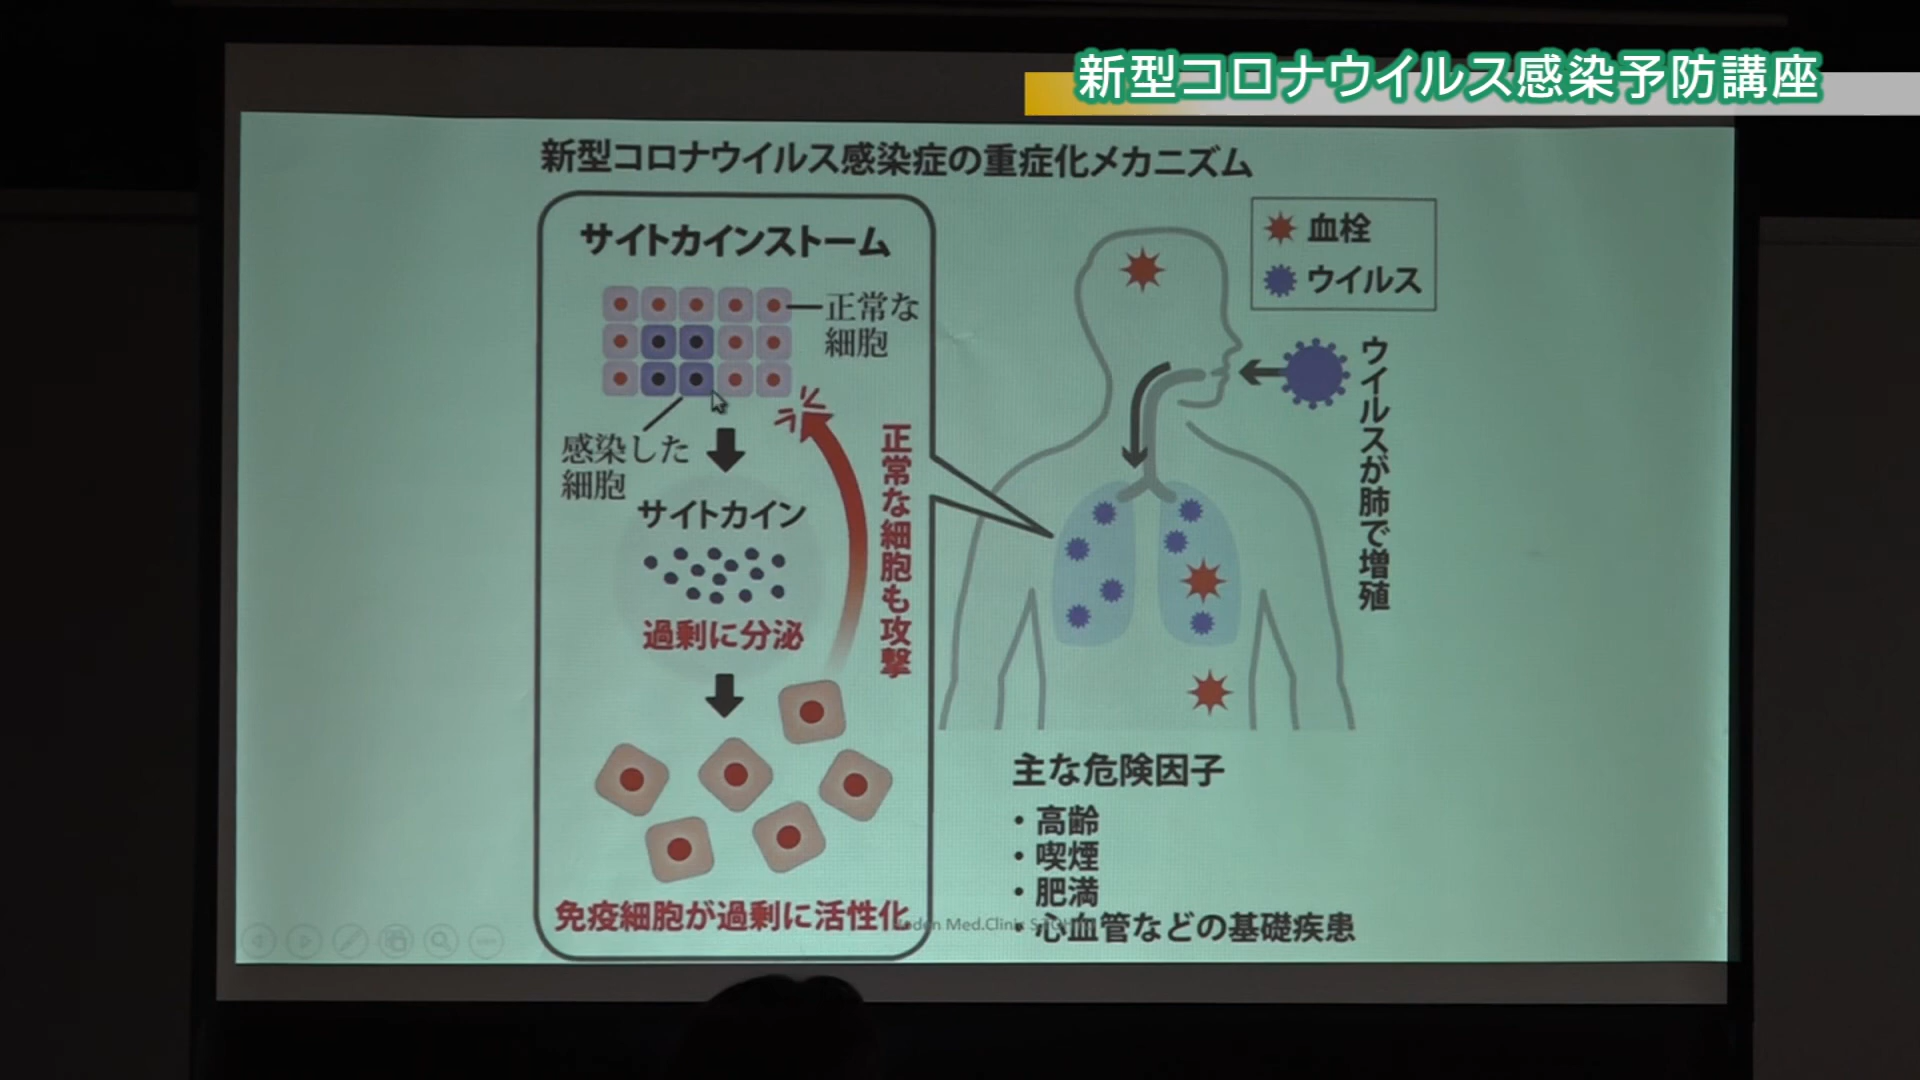 新型コロナウイルス感染予防講座
新型コロナウイルス感染症の重症化メカニズム
サイトカインストーム
正常な
細胞
感染した
細胞
サイトカイン
過剰に分泌
正常な細胞も攻撃
免疫細胞が過剰に活性化
血栓
ウイルス
ウイルスが肺で増殖
主な危険因子
・高齢
・喫煙
・肥満
・心血管などの基礎疾患
Med.Clinic